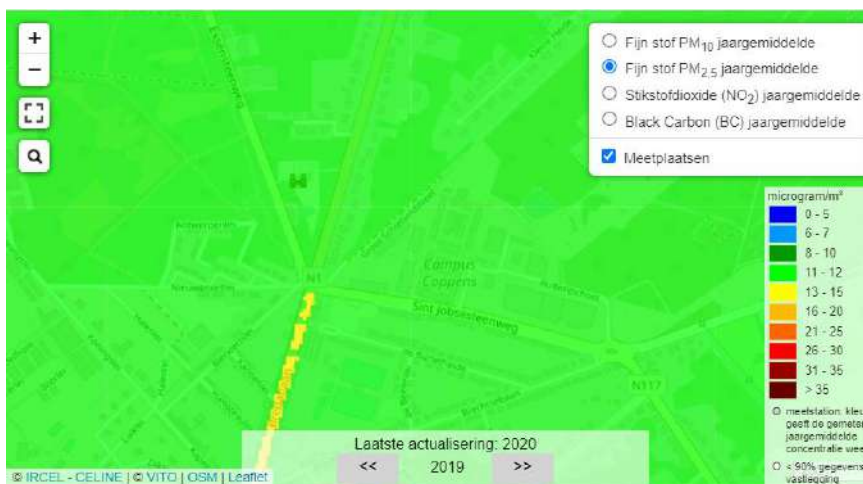 +
−
Fijn stof PM10 jaargemiddelde
Fijn stof PM2.5 jaargemiddelde
Stikstofdioxide (NO2) jaargemiddelde
Black Carbon (BC) jaargemiddelde
Meetplaatsen
microgram/m³
0 - 5
6 - 7
8 - 10
11 - 12
13 - 15
16 - 20
21 - 25
26 - 30
31 - 35
> 35
meetstation: kleu
geeft de gemeten
jaargemiddelde
concentratie wee
< 90% gegevens
vastlegging
N1
Campus
Coppens
Sint Jobsesteenweg
N117
Laatste actualisering: 2020
<< 2019 >>
© IRCEL - CELINE | © VITO | OSM | Leaflet